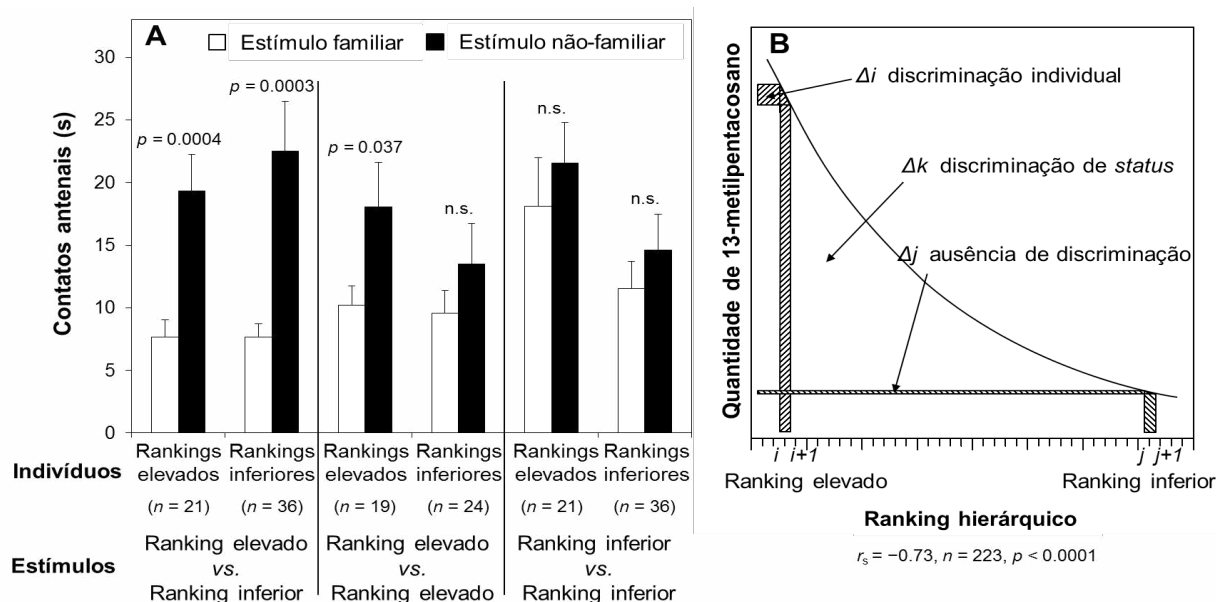 A
Estímulo familiar
Estímulo não-familiar
Contatos antenais (s)
30
25
20
15
10
5
0
p = 0.0004
p = 0.0003
p = 0.037
n.s.
n.s.
n.s.
Indivíduos
Rankings elevados
(n = 21)
Rankings inferiores
(n = 36)
Rankings elevados
(n = 19)
Rankings inferiores
(n = 24)
Rankings elevados
(n = 21)
Rankings inferiores
(n = 36)
Estímulos
Ranking elevado
vs.
Ranking inferior
Ranking elevado
vs.
Ranking elevado
Ranking inferior
vs.
Ranking inferior
B
Quantidade de 13-metilpentacosano
Δi discriminação individual
Δk discriminação de status
Δj ausência de discriminação
i i+1
j j+1
Ranking elevado
Ranking inferior
Ranking hierárquico
rs = −0.73, n = 223, p < 0.0001